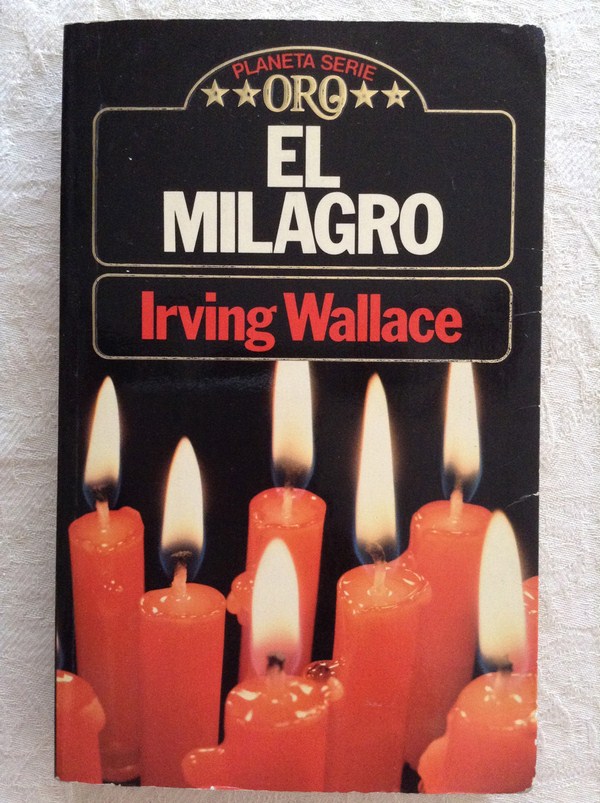 PLANETA SERIE
ORO
EL
MILAGRO
Irving Wallace